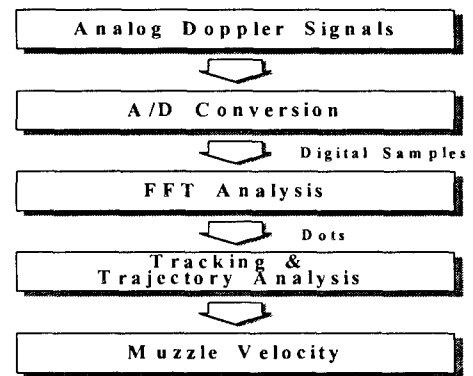 Analog Doppler Signals
A/D Conversion
Digital Samples
FFT Analysis
Dots
Tracking &
Trajectory Analysis
Muzzle Velocity